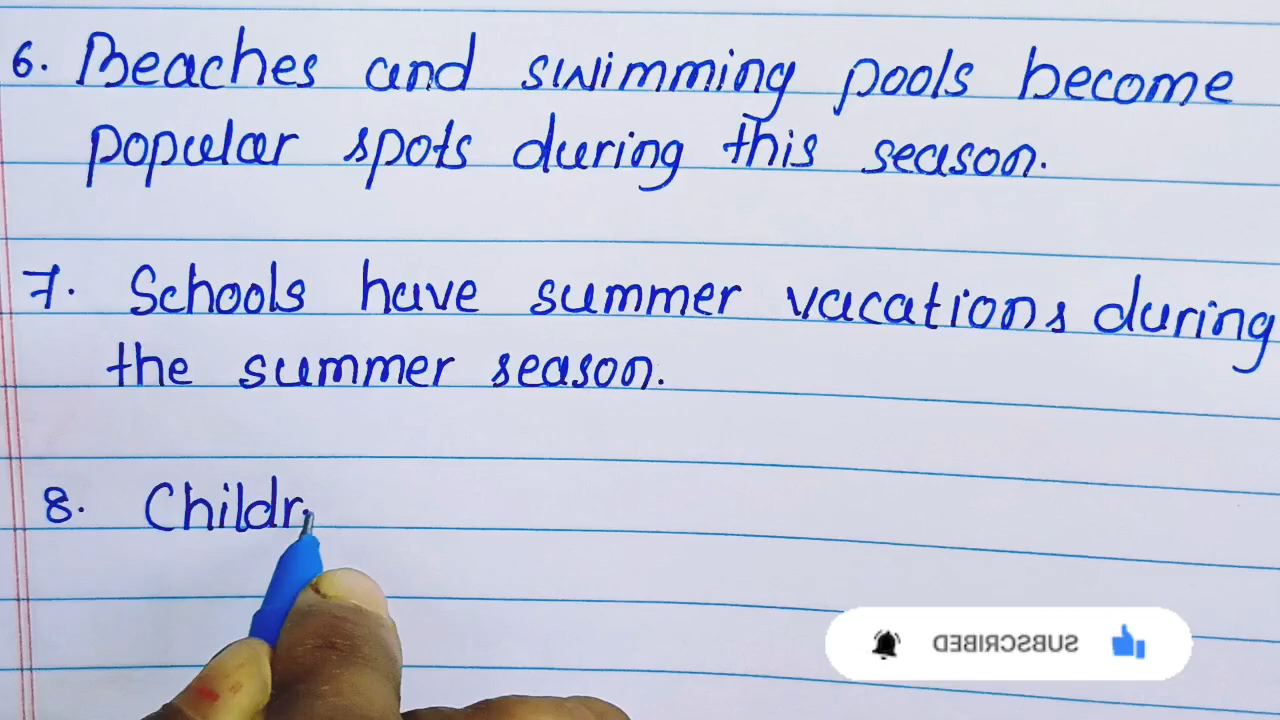 6. Beaches and swimming pools become
popular spots during this season.
7. Schools have summer vacations during
the summer season.
8. Childr
SUBSCRIBED